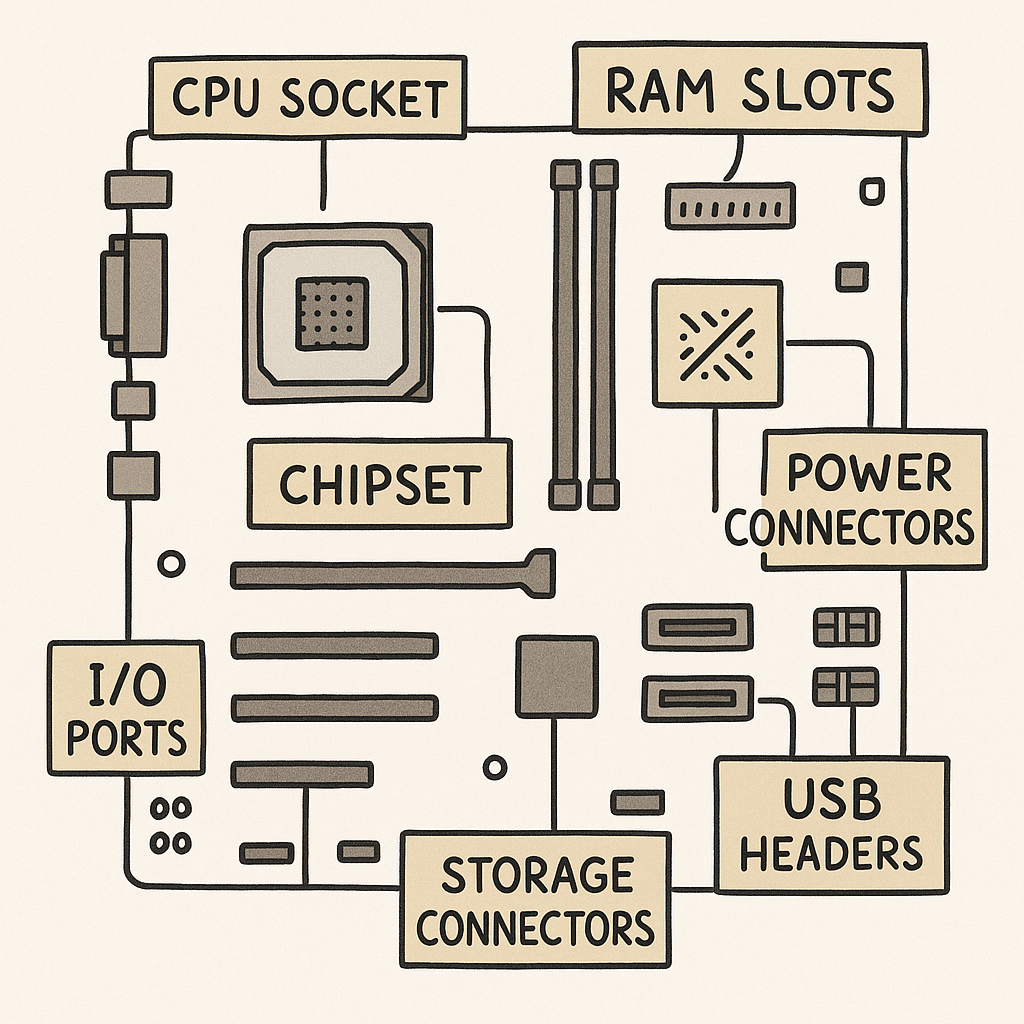 CPU SOCKET
RAM SLOTS
CHIPSET
POWER
CONNECTORS
I/O
PORTS
USB
HEADERS
STORAGE
CONNECTORS